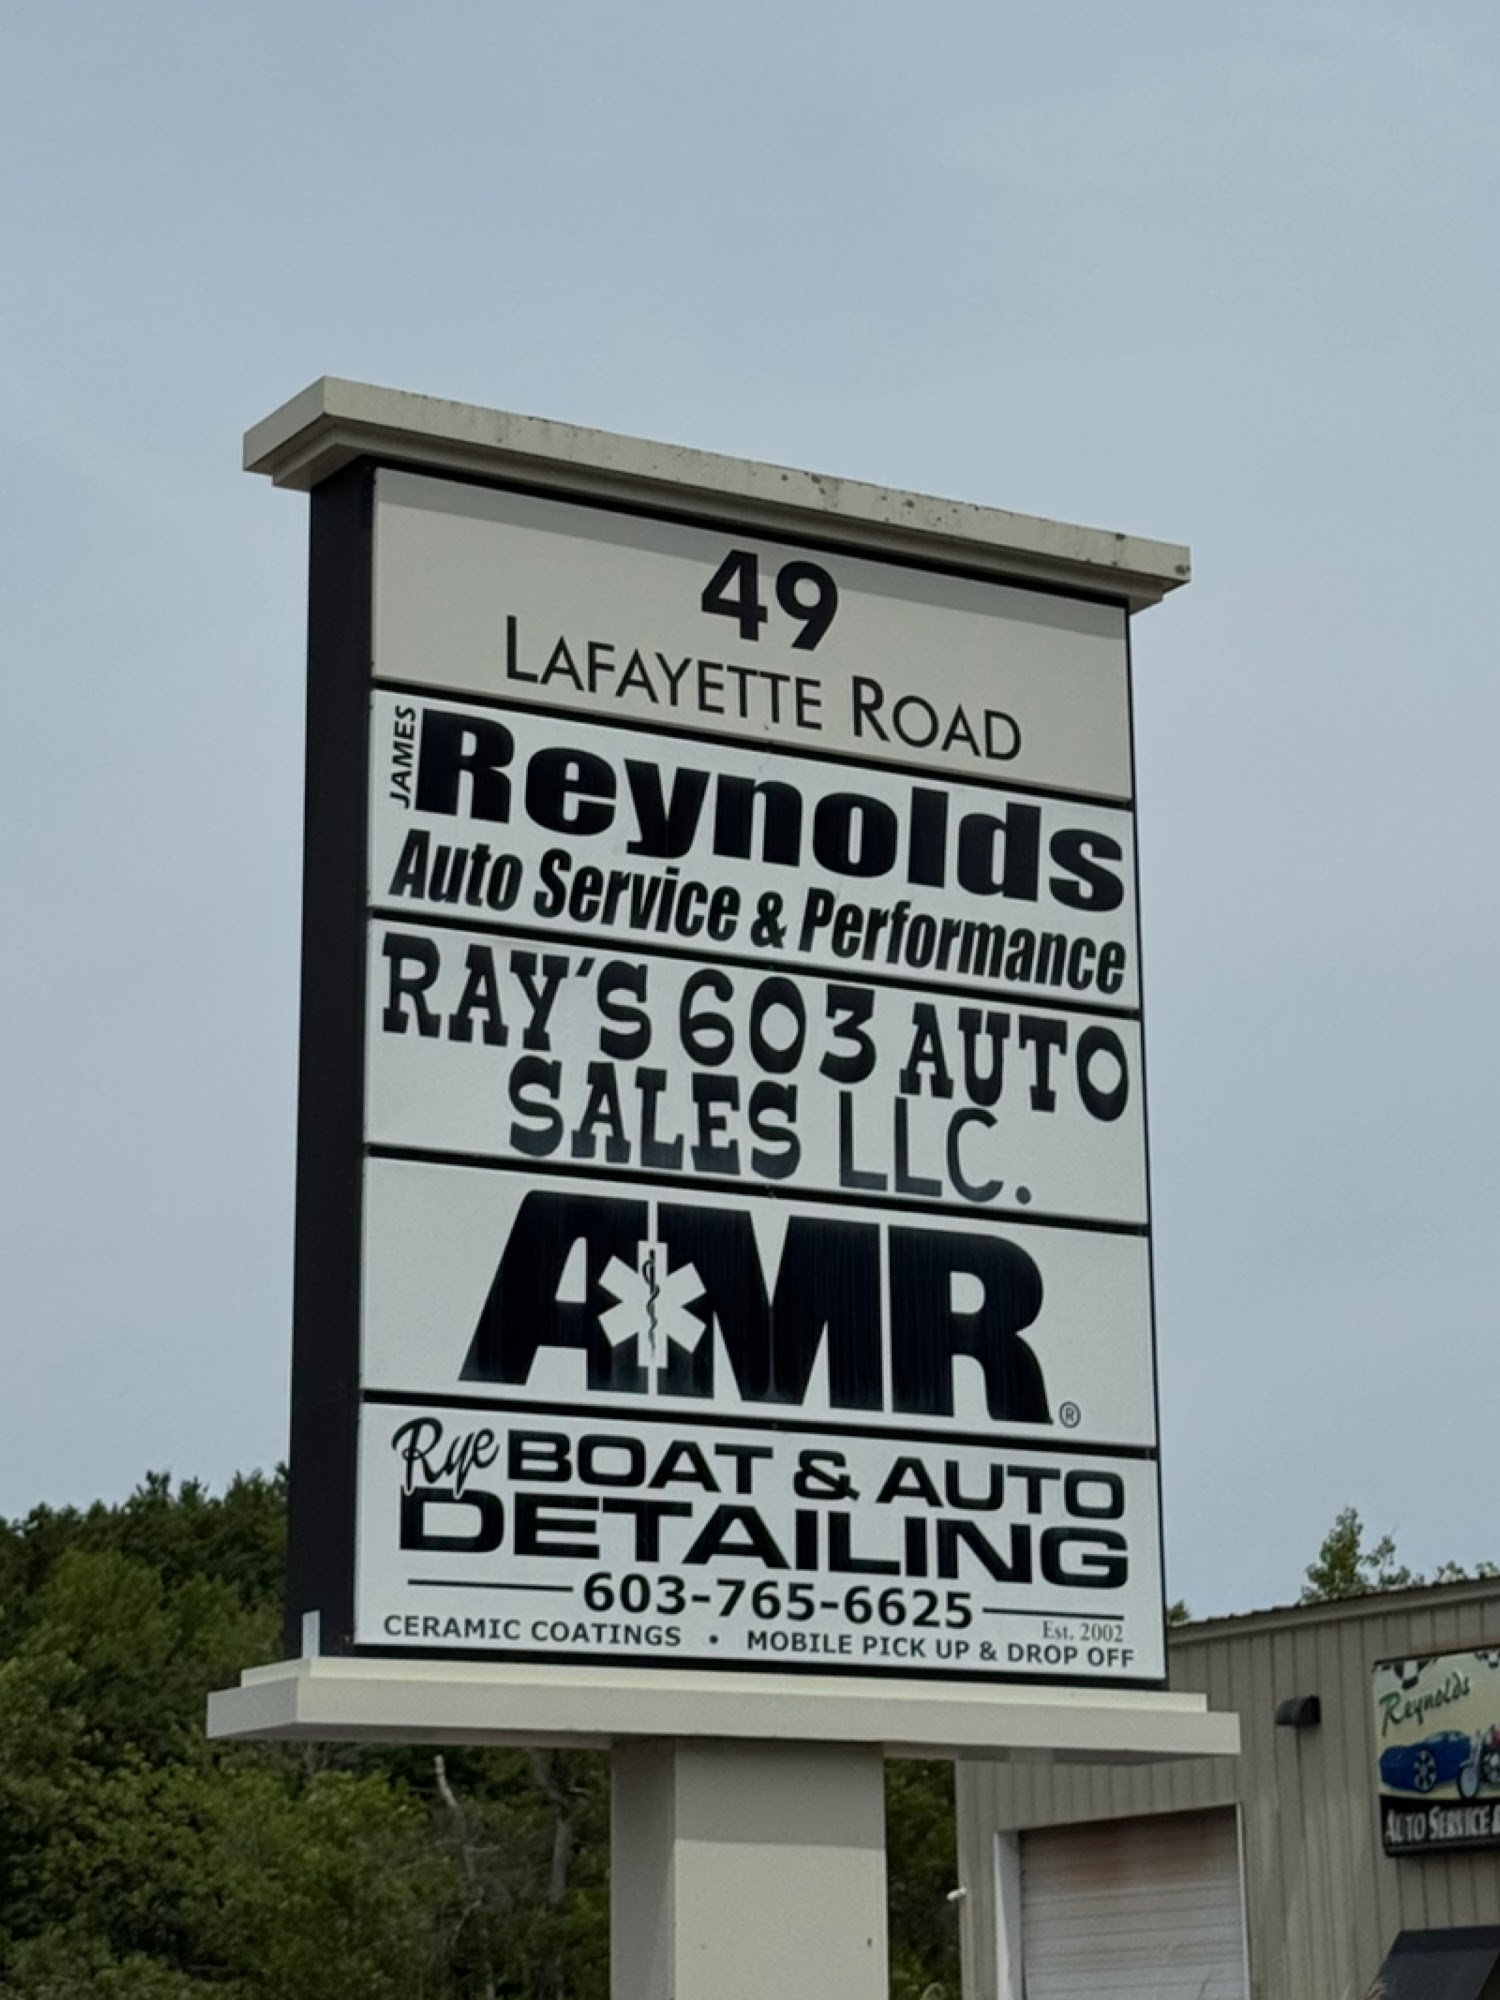 49
LAFAYETTE ROAD
JAMES
Reynolds
Auto Service & Performance
RAY'S 603 AUTO
SALES LLC.
AMR®
Rye BOAT & AUTO
DETAILING
603-765-6625
Est. 2002
CERAMIC COATINGS • MOBILE PICK UP & DROP OFF
Reynolds
AUTO SERVICE &